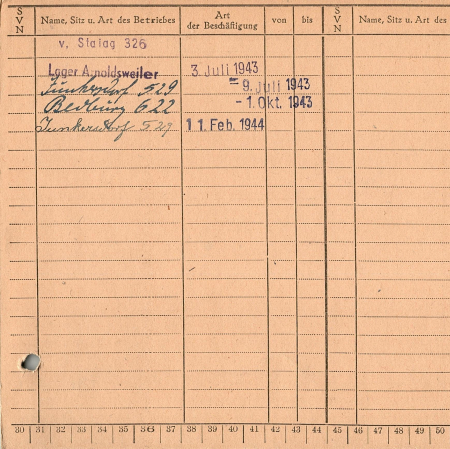 S V N Name, Sitz u. Art des Betriebes Art der Beschäftigung von bis S V N Name, Sitz u. Art des
v. Stalag 326
Lager Arnoldsweiler 3. Juli 1943
Junkersdorf 529 = 9. Juli 1943
Bedburg 622 - 1. Okt. 1943
Junkersdorf 529 11. Feb. 1944
30 31 32 33 34 35 36 37 38 39 40 41 42 43 44 45 46 47 48 49 50